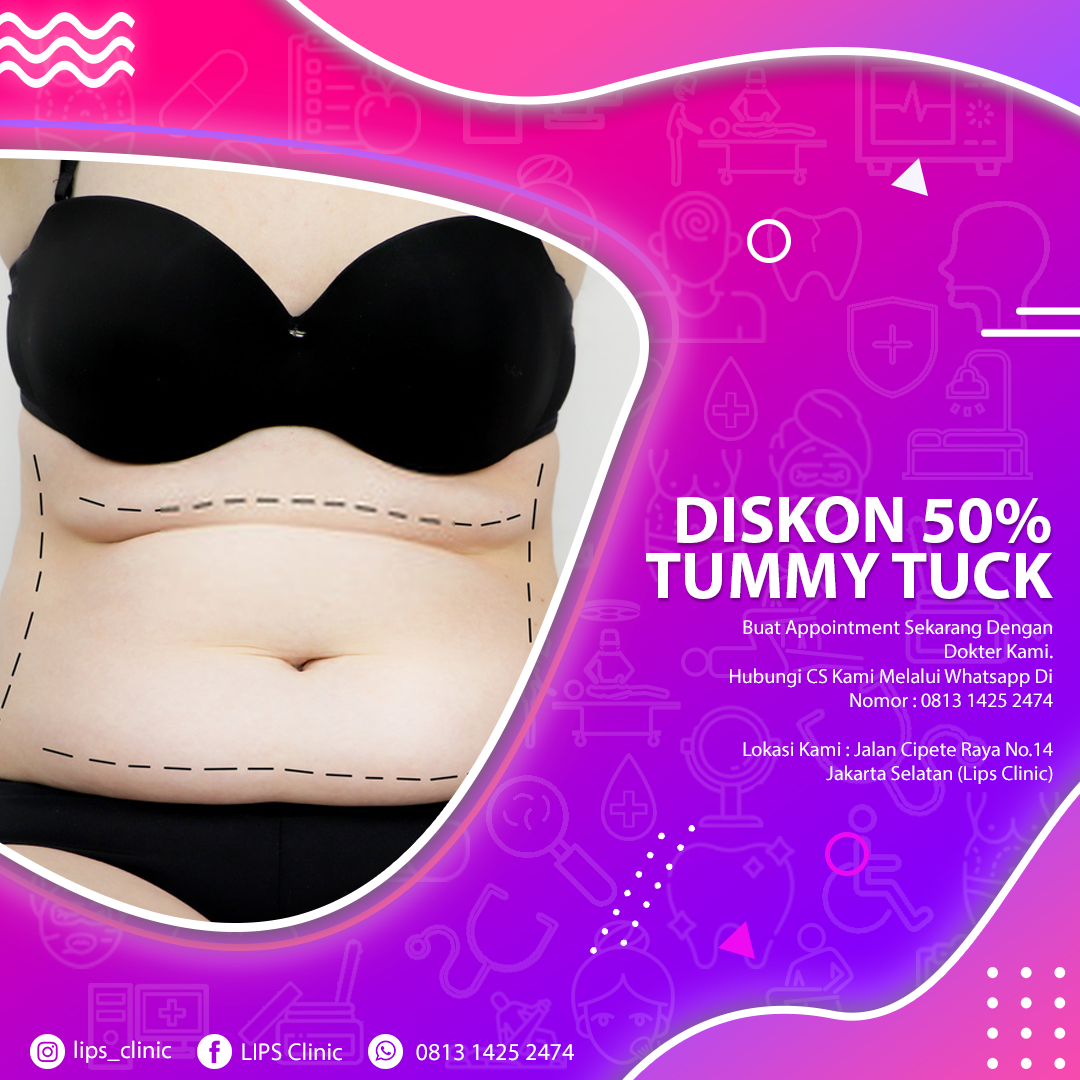 DISKON 50%
TUMMY TUCK
Buat Appointment Sekarang Dengan
Dokter Kami.
Hubungi CS Kami Melalui Whatsapp Di
Nomor : 0813 1425 2474
Lokasi Kami : Jalan Cipete Raya No.14
Jakarta Selatan (Lips Clinic)
lips_clinic LIPS Clinic 0813 1425 2474